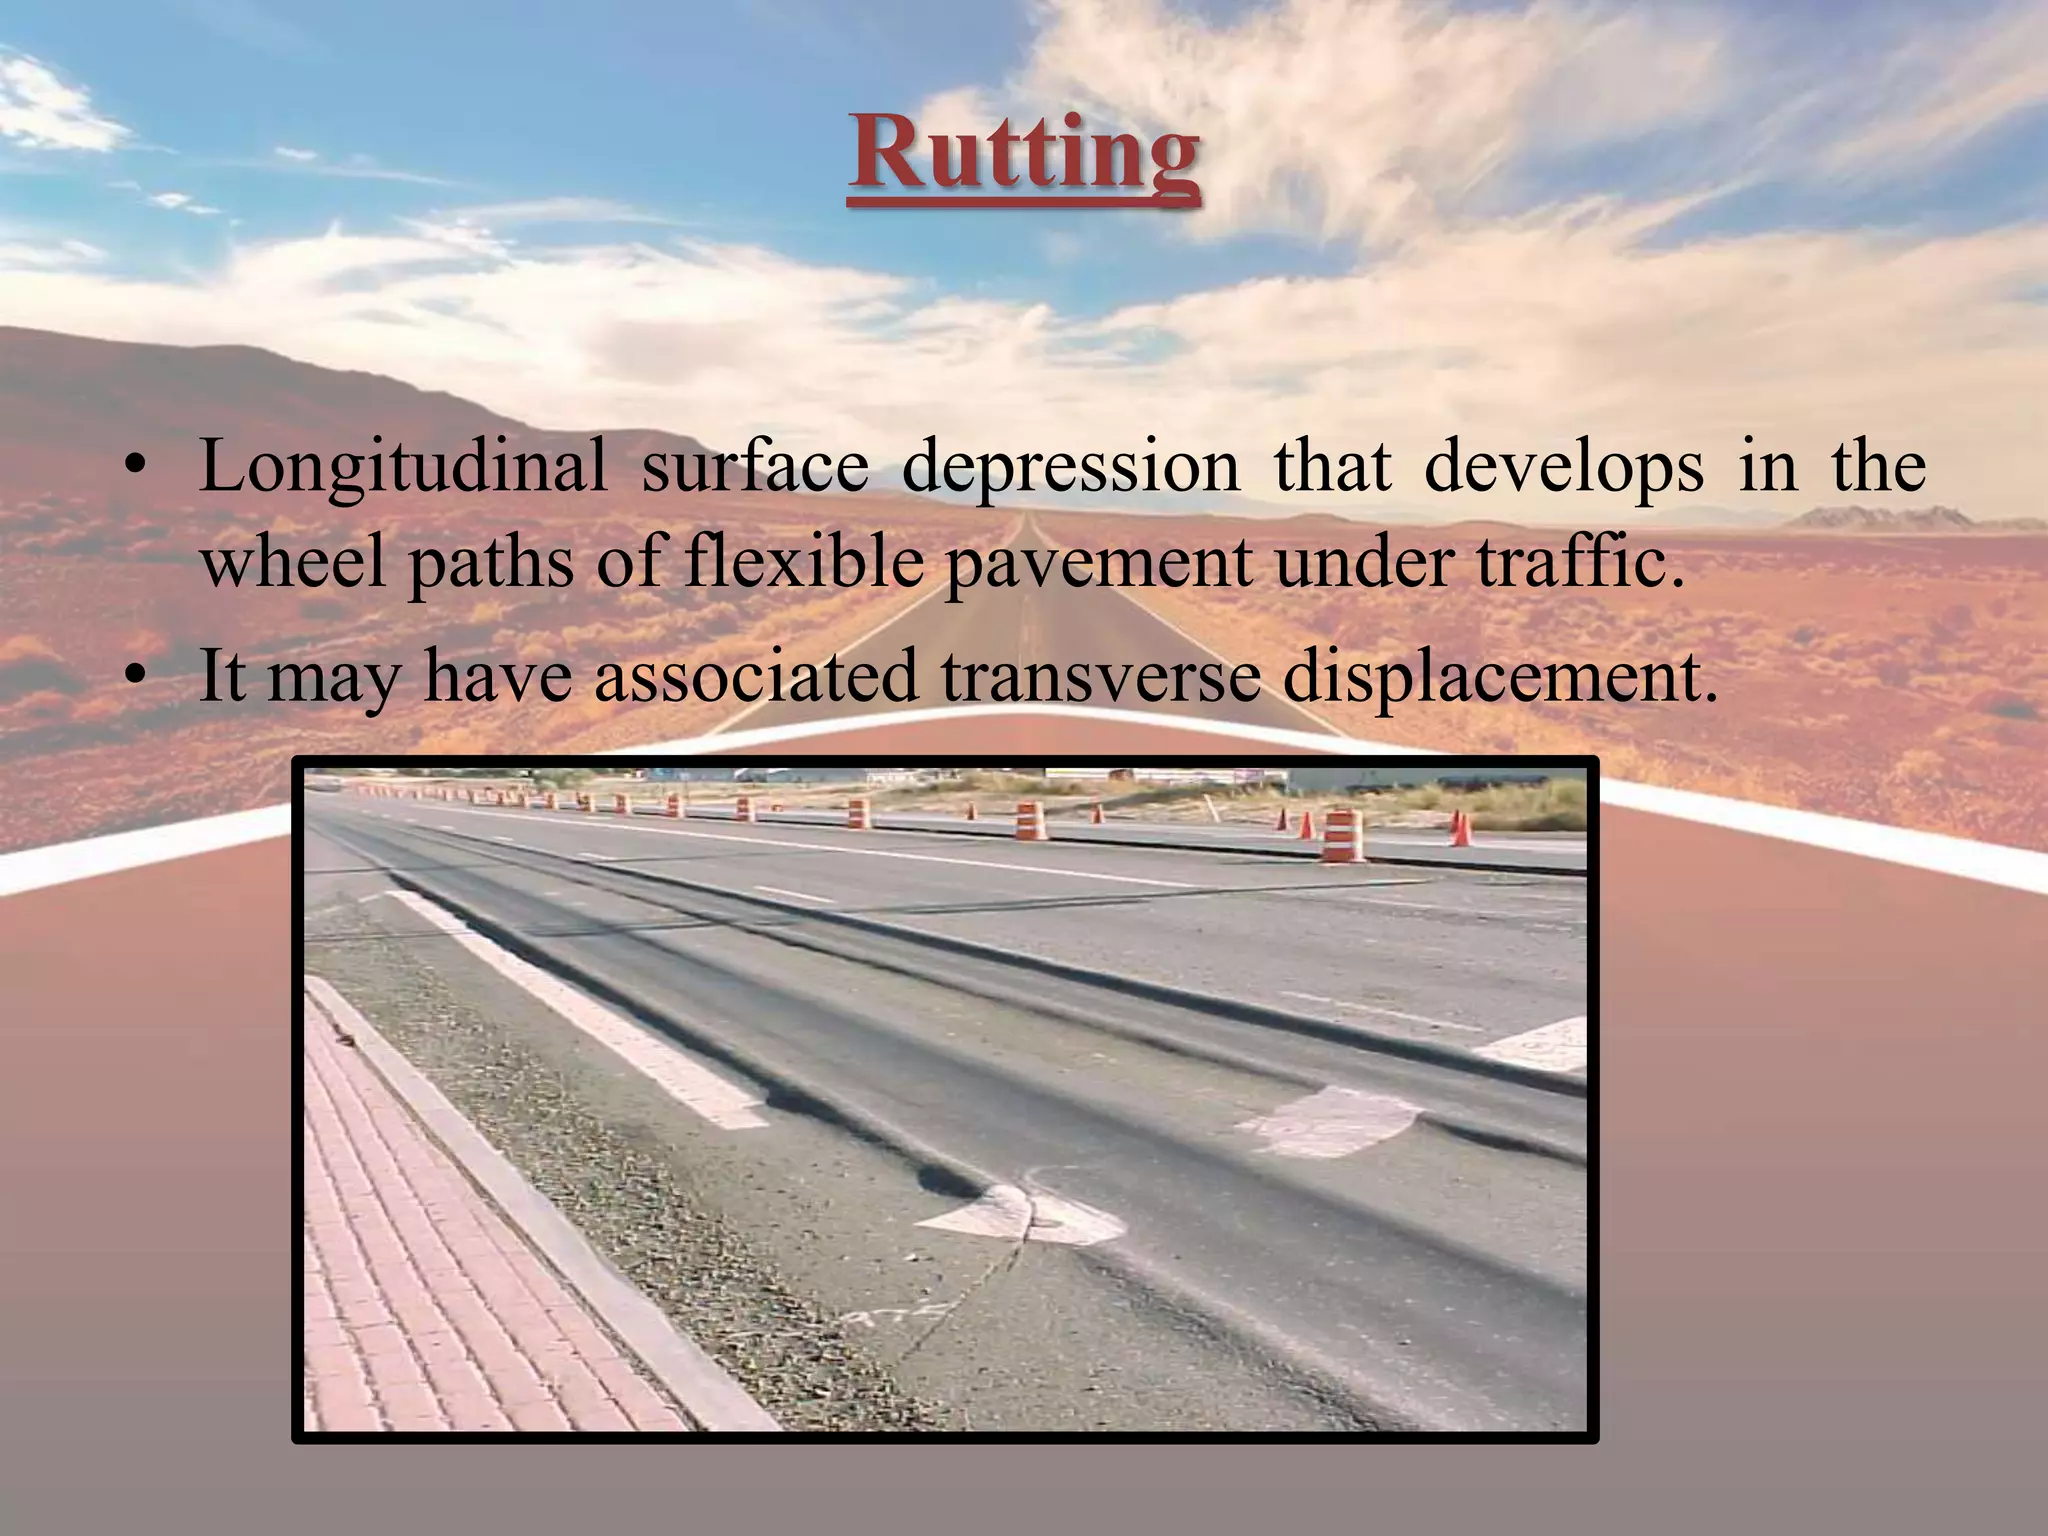 Rutting
• Longitudinal surface depression that develops in the
wheel paths of flexible pavement under traffic.
• It may have associated transverse displacement.